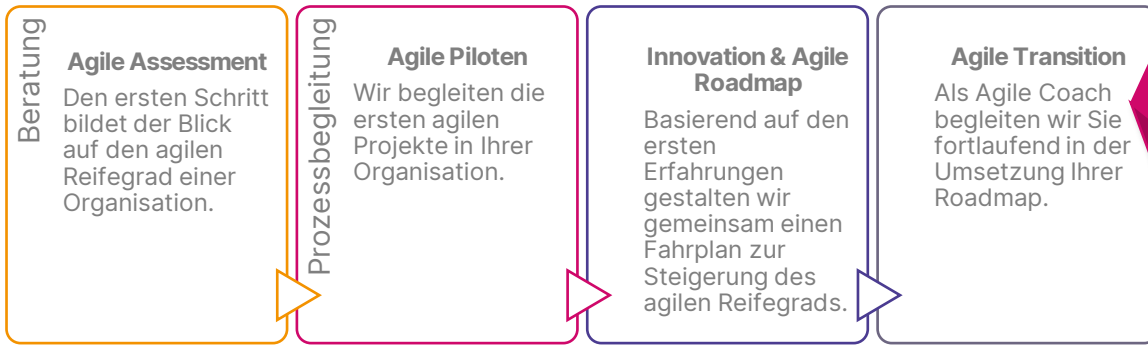 Beratung
Agile Assessment
Den ersten Schritt
bildet der Blick
auf den agilen
Reifegrad einer
Organisation.
Prozessbegleitung
Agile Piloten
Wir begleiten die
ersten agilen
Projekte in Ihrer
Organisation.
Innovation & Agile
Roadmap
Basierend auf den
ersten
Erfahrungen
gestalten wir
gemeinsam einen
Fahrplan zur
Steigerung des
agilen Reifegrads.
Agile Transition
Als Agile Coach
begleiten wir Sie
fortlaufend in der
Umsetzung Ihrer
Roadmap.